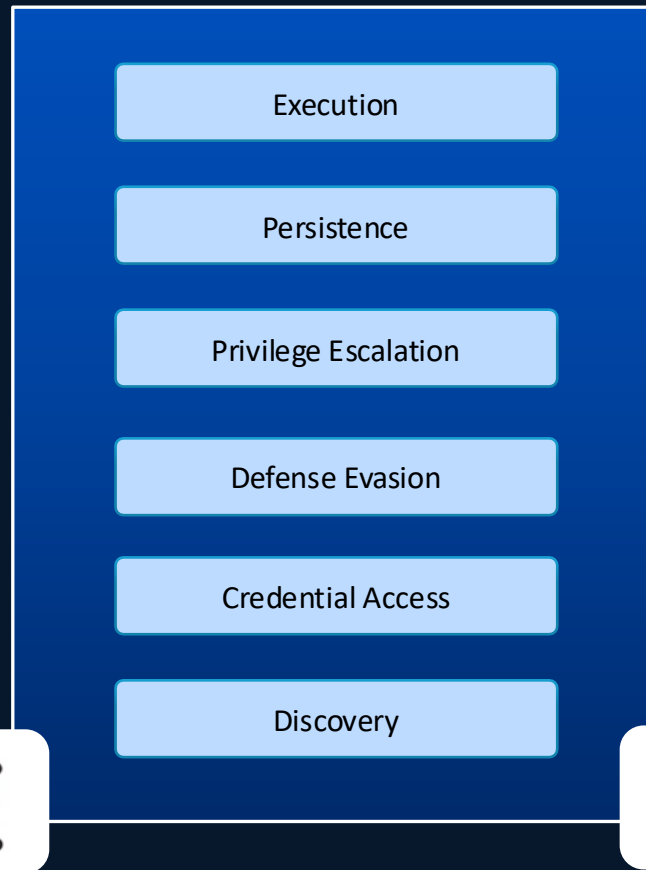 Execution
Persistence
Privilege Escalation
Defense Evasion
Credential Access
Discovery